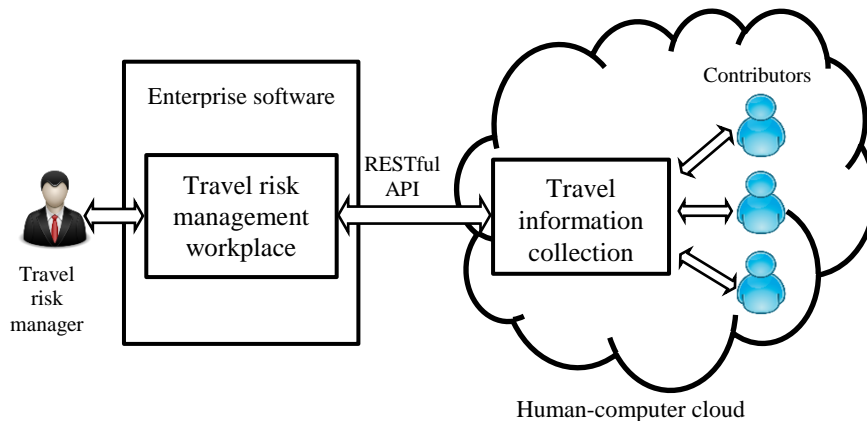 Enterprise software
Travel risk
management
workplace
Travel
risk
manager
RESTful
API
Travel
information
collection
Contributors
Human-computer cloud